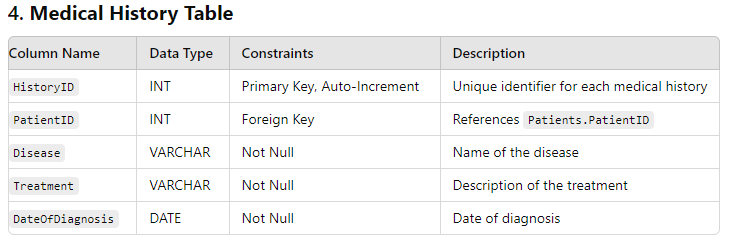 4. Medical History Table
Column Name Data Type Constraints Description
HistoryID INT Primary Key, Auto-Increment Unique identifier for each medical history
PatientID INT Foreign Key References Patients.PatientID
Disease VARCHAR Not Null Name of the disease
Treatment VARCHAR Not Null Description of the treatment
DateOfDiagnosis DATE Not Null Date of diagnosis